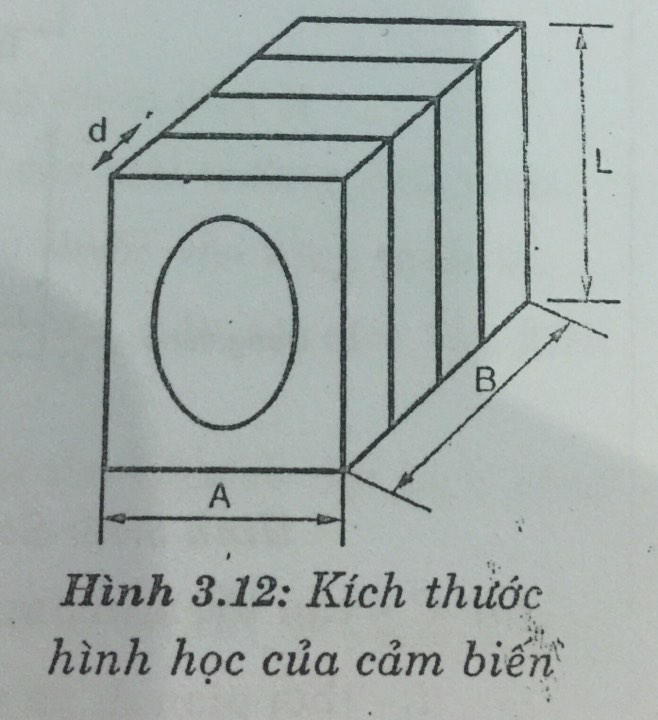 d
L
B
A
Hình 3.12: Kích thước
hình học của cảm biến